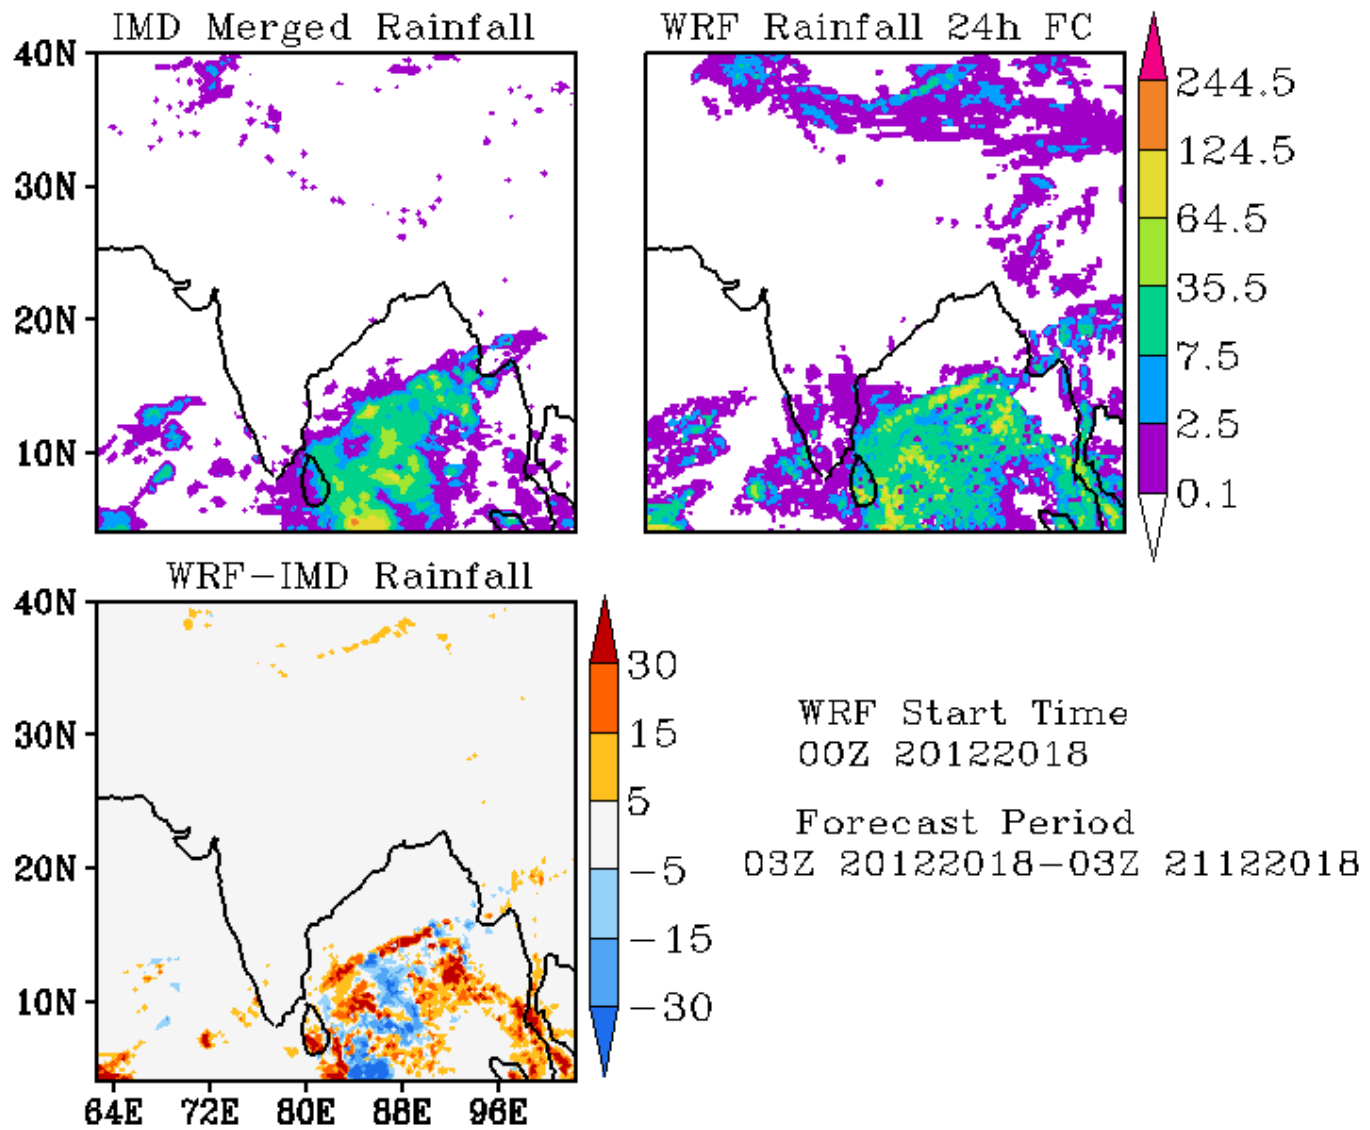 IMD Merged Rainfall
WRF Rainfall 24h FC
40N
30N
20N
10N
244.5
124.5
64.5
35.5
7.5
2.5
0.1
WRF-IMD Rainfall
40N
30N
20N
10N
64E 72E 80E 88E 96E
30
15
5
-5
-15
-30
WRF Start Time
00Z 20122018
Forecast Period
03Z 20122018-03Z 21122018